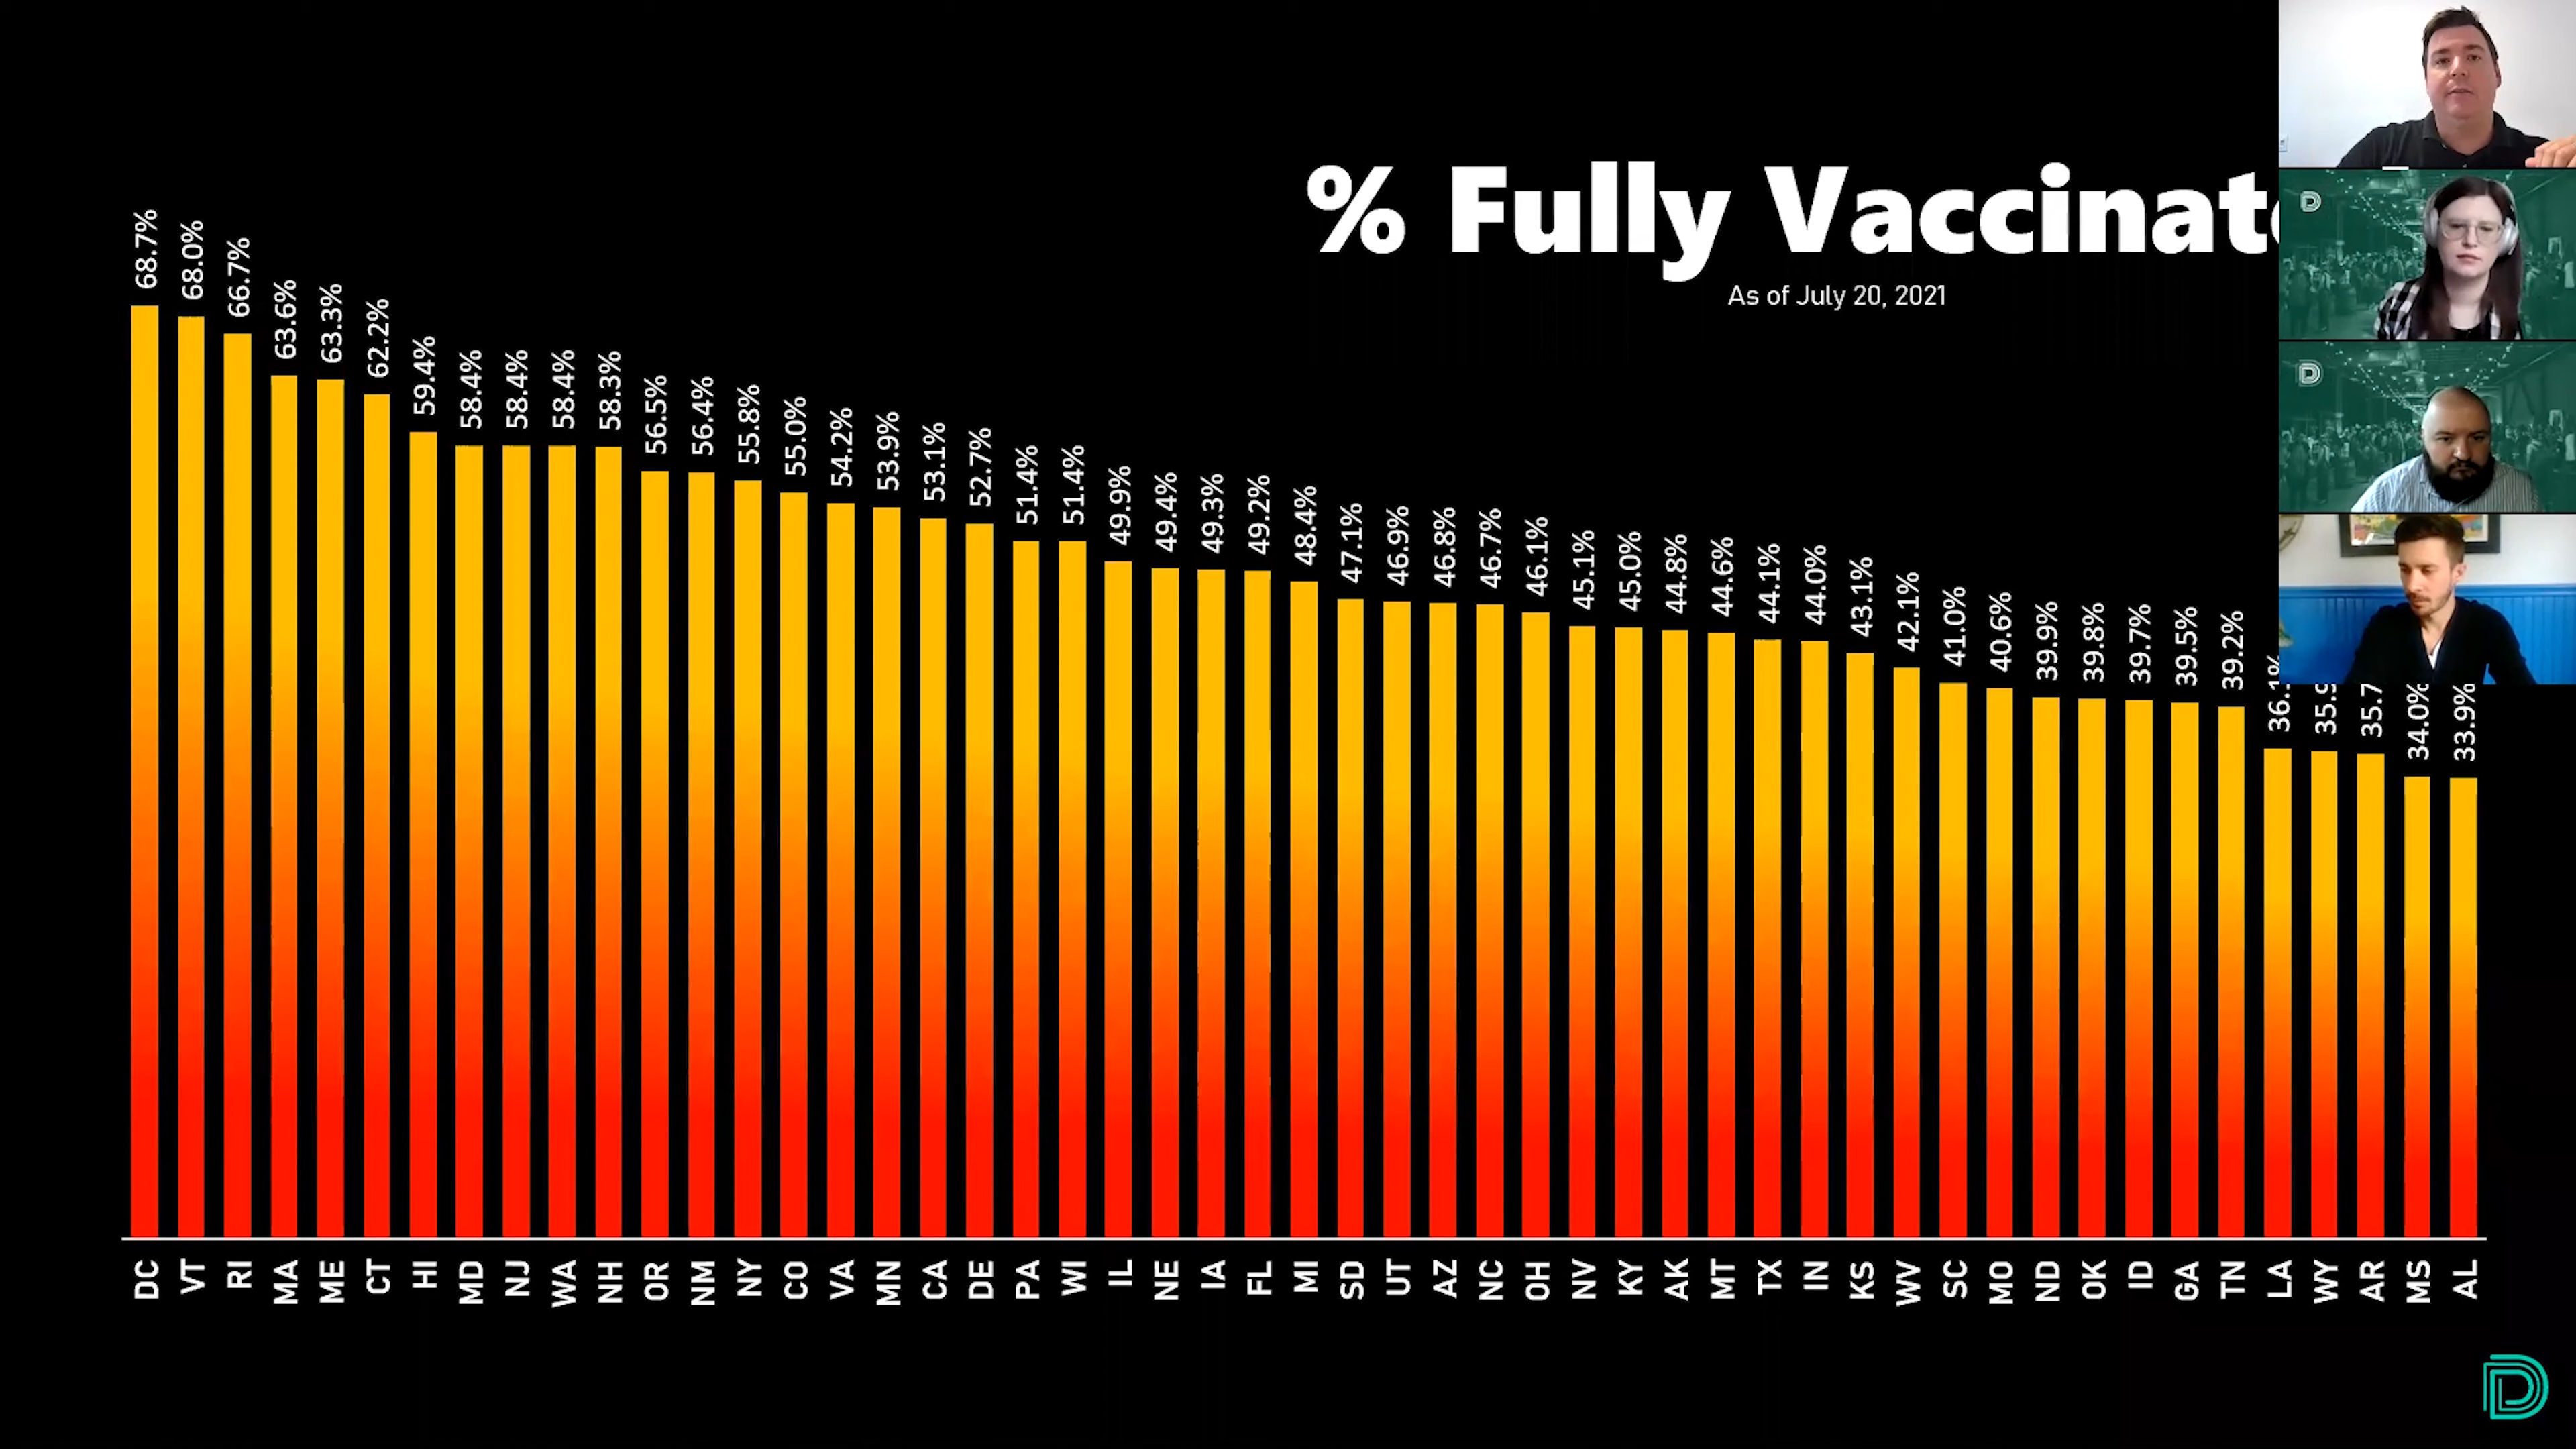 % Fully Vaccinate
As of July 20, 2021
68.7% 68.0% 66.7% 63.6% 63.3% 62.2% 59.4% 58.4% 58.4% 58.4% 58.3% 56.5% 56.4% 55.8% 55.0% 54.2% 53.9% 53.1% 52.7% 51.4% 51.4% 49.9% 49.4% 49.3% 49.2% 48.4% 47.1% 46.9% 46.8% 46.7% 46.1% 45.1% 45.0% 44.8% 44.6% 44.1% 44.0% 43.1% 42.1% 41.0% 40.6% 39.9% 39.8% 39.7% 39.5% 39.2% 36.1% 35.9 35.7 34.0% 33.9%
DC VT RI MA ME CT HI MD NJ WA NH OR NM NY CO VA MN CA DE PA WI IL NE IA FL MI SD UT AZ NC OH NV KY AK MT TX IN KS WV SC MO ND OK ID GA TN LA WY AR MS AL